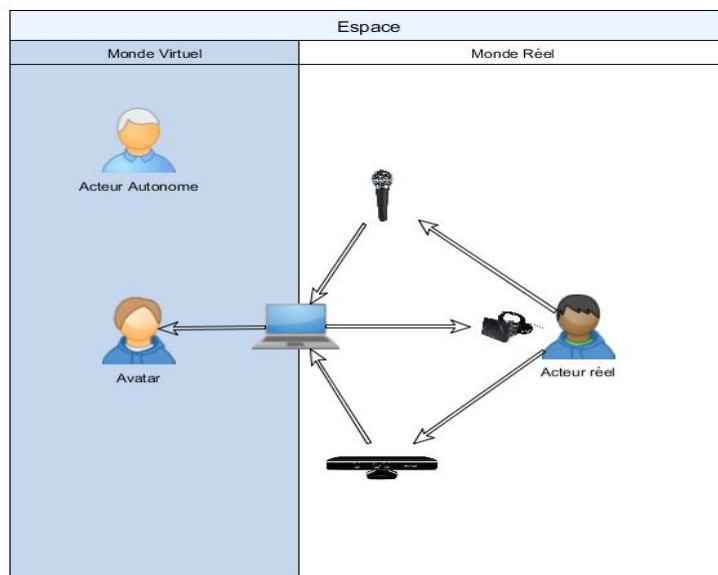 Espace
Monde Virtuel
Monde Réel
Acteur Autonome
Avatar
Acteur réel